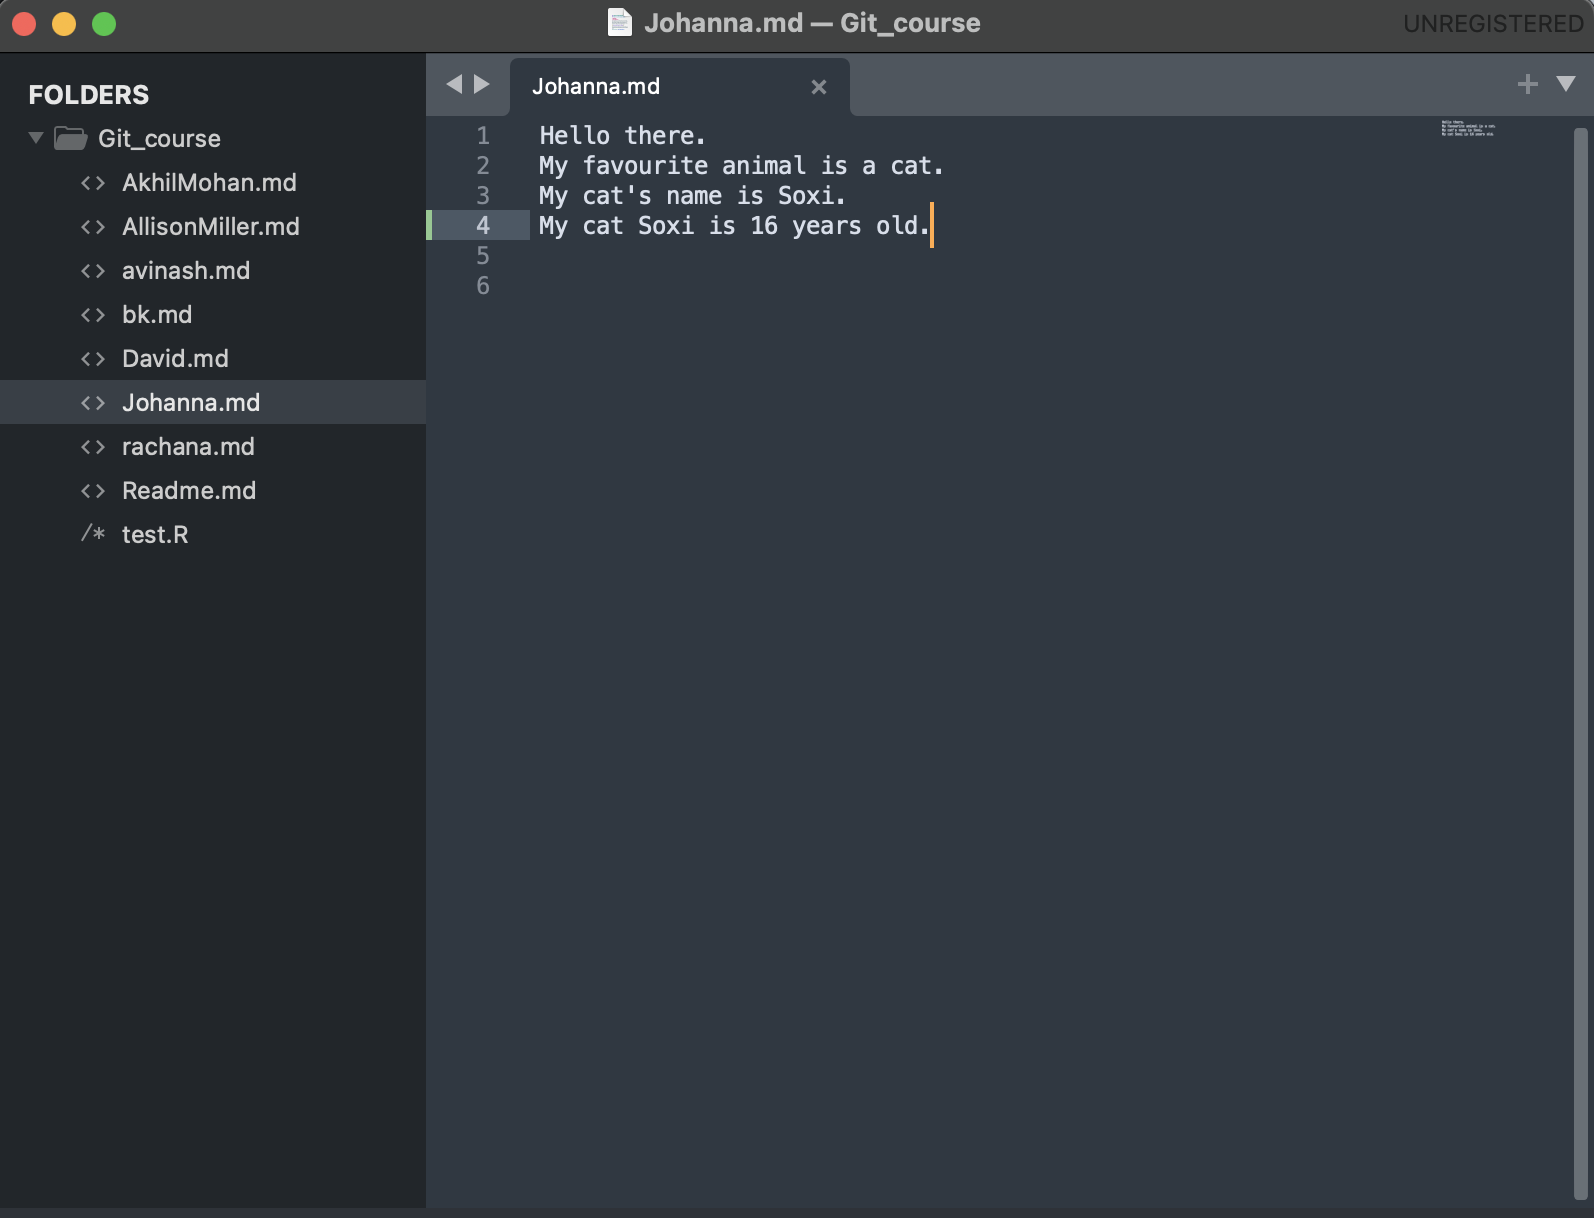 Johanna.md — Git_course
UNREGISTERED
FOLDERS
Git_course
<> AkhilMohan.md
<> AllisonMiller.md
<> avinash.md
<> bk.md
<> David.md
<> Johanna.md
<> rachana.md
<> Readme.md
/* test.R
Johanna.md
1 Hello there.
2 My favourite animal is a cat.
3 My cat's name is Soxi.
4 My cat Soxi is 16 years old.
5
6